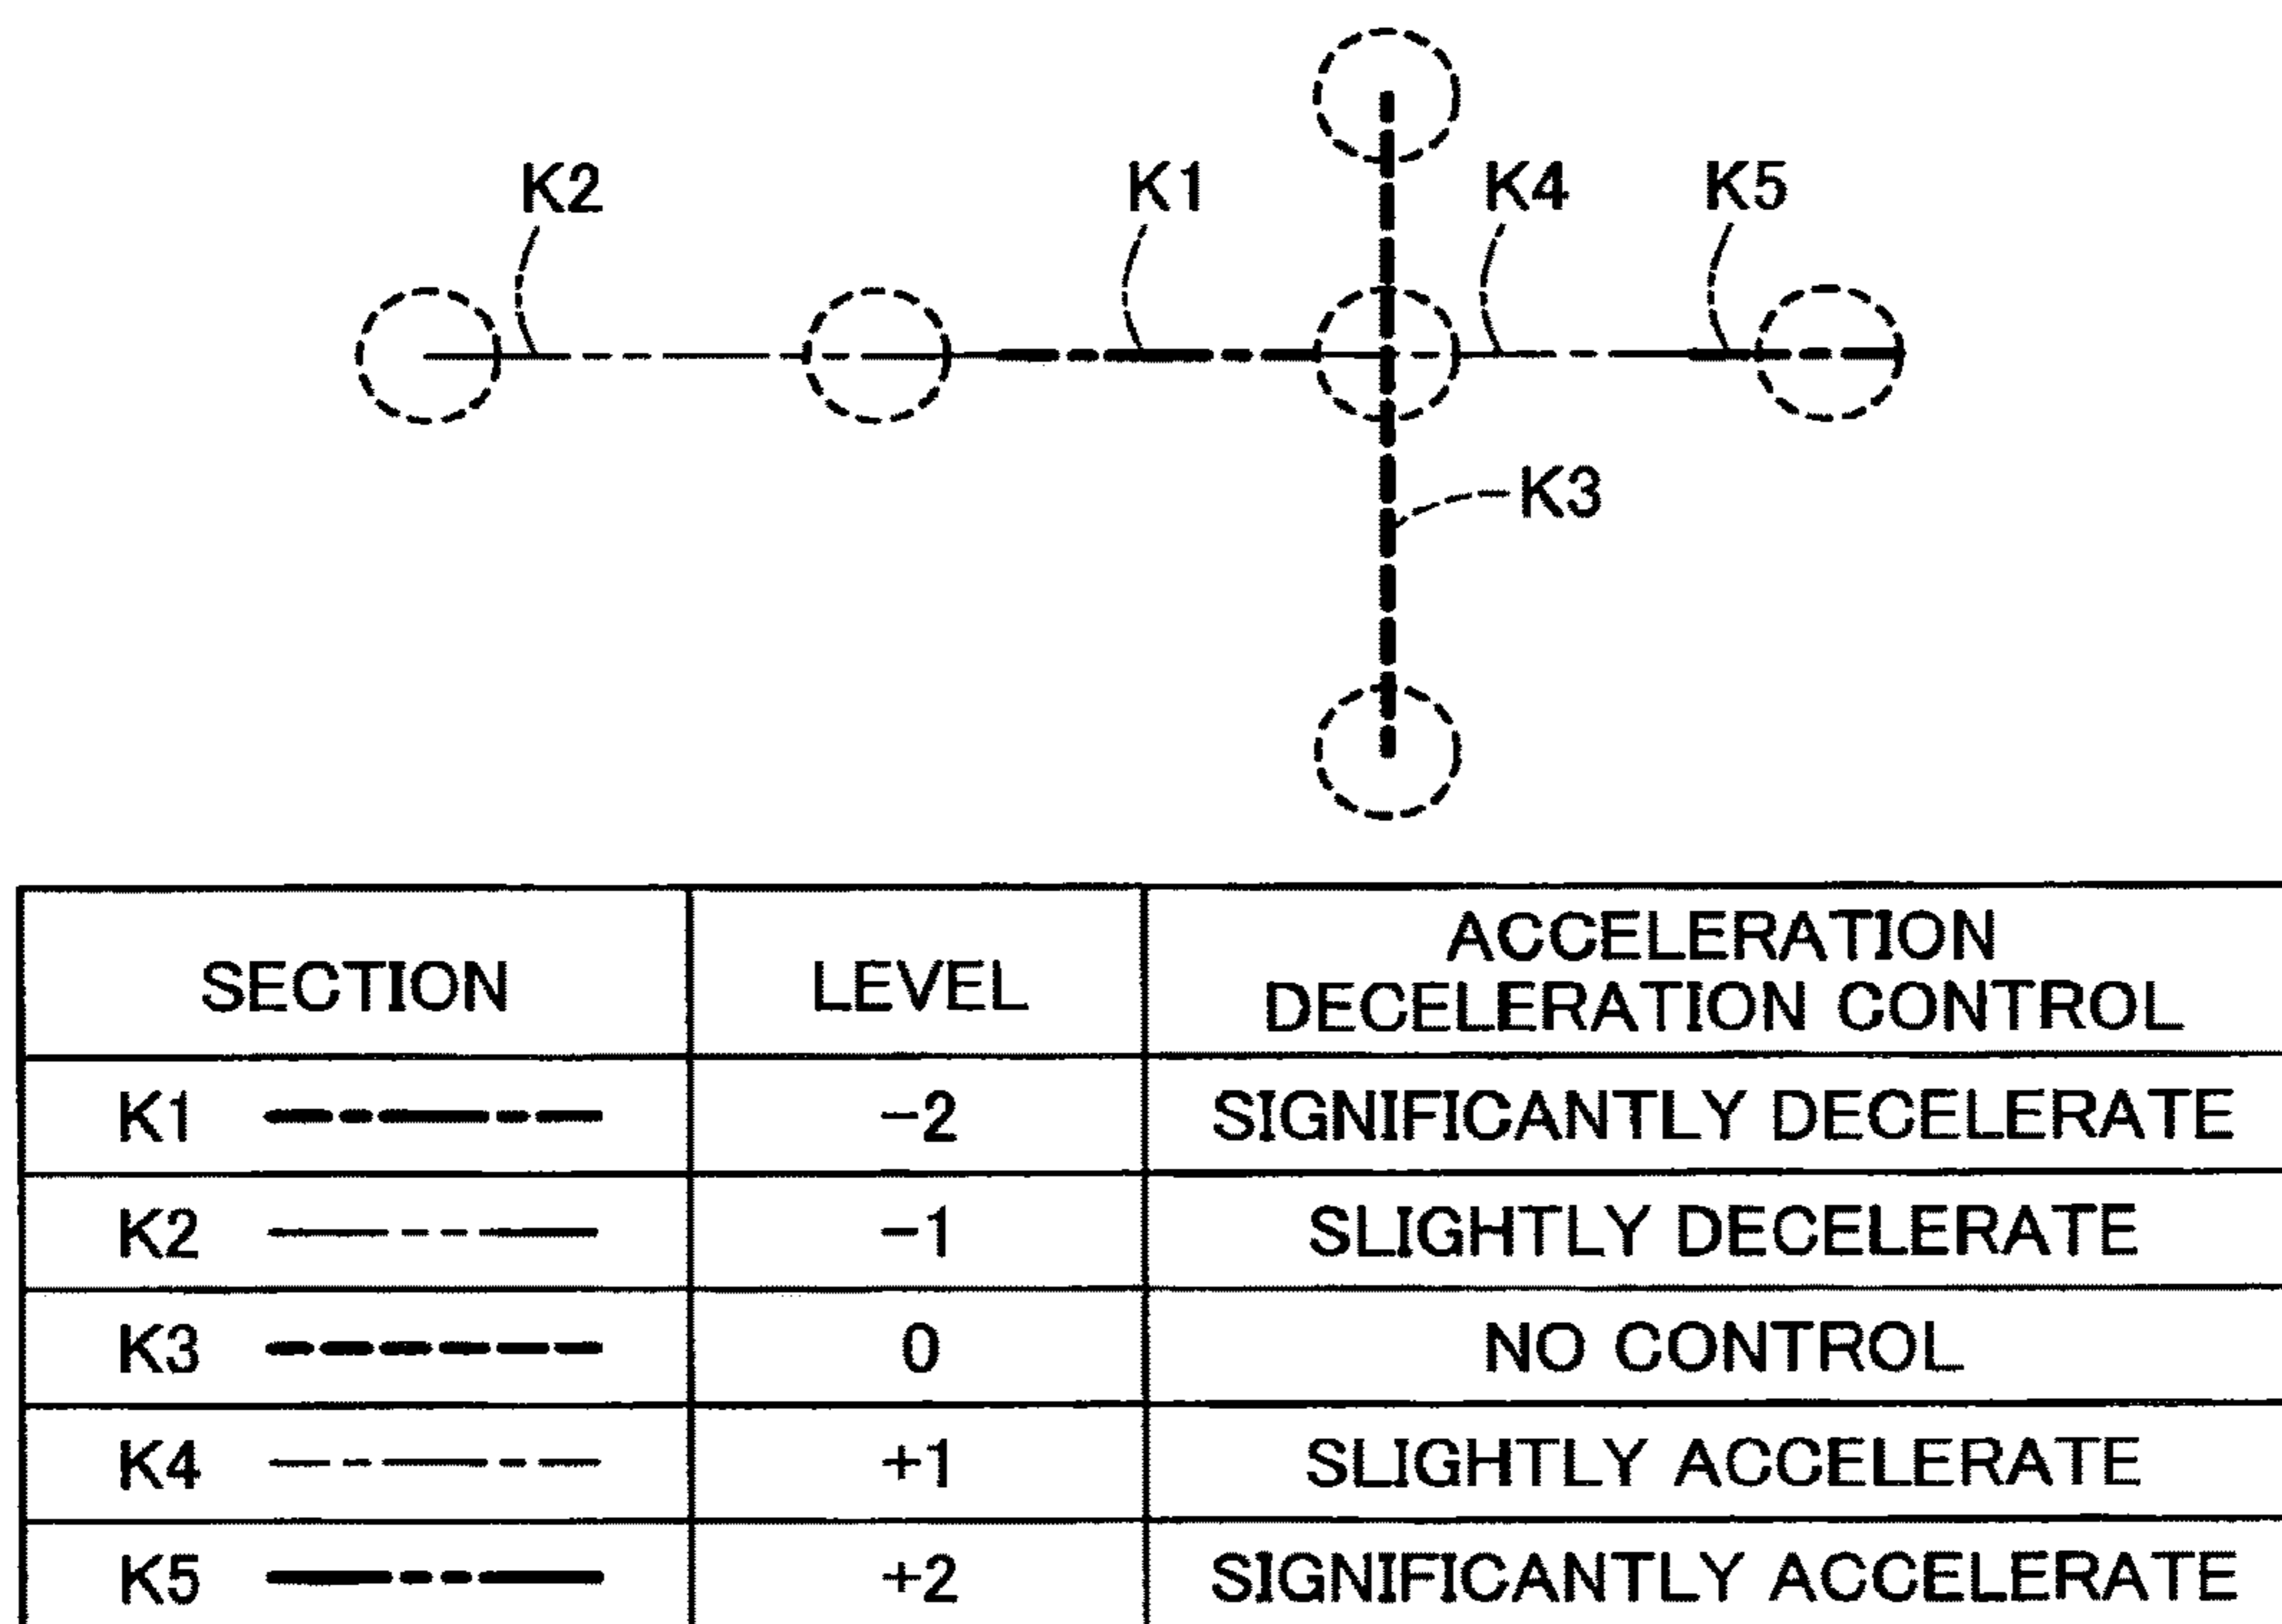 K2 K1 K4 K5
K3
SECTION LEVEL ACCELERATION DECELERATION CONTROL
K1 -2 SIGNIFICANTLY DECELERATE
K2 -1 SLIGHTLY DECELERATE
K3 0 NO CONTROL
K4 +1 SLIGHTLY ACCELERATE
K5 +2 SIGNIFICANTLY ACCELERATE